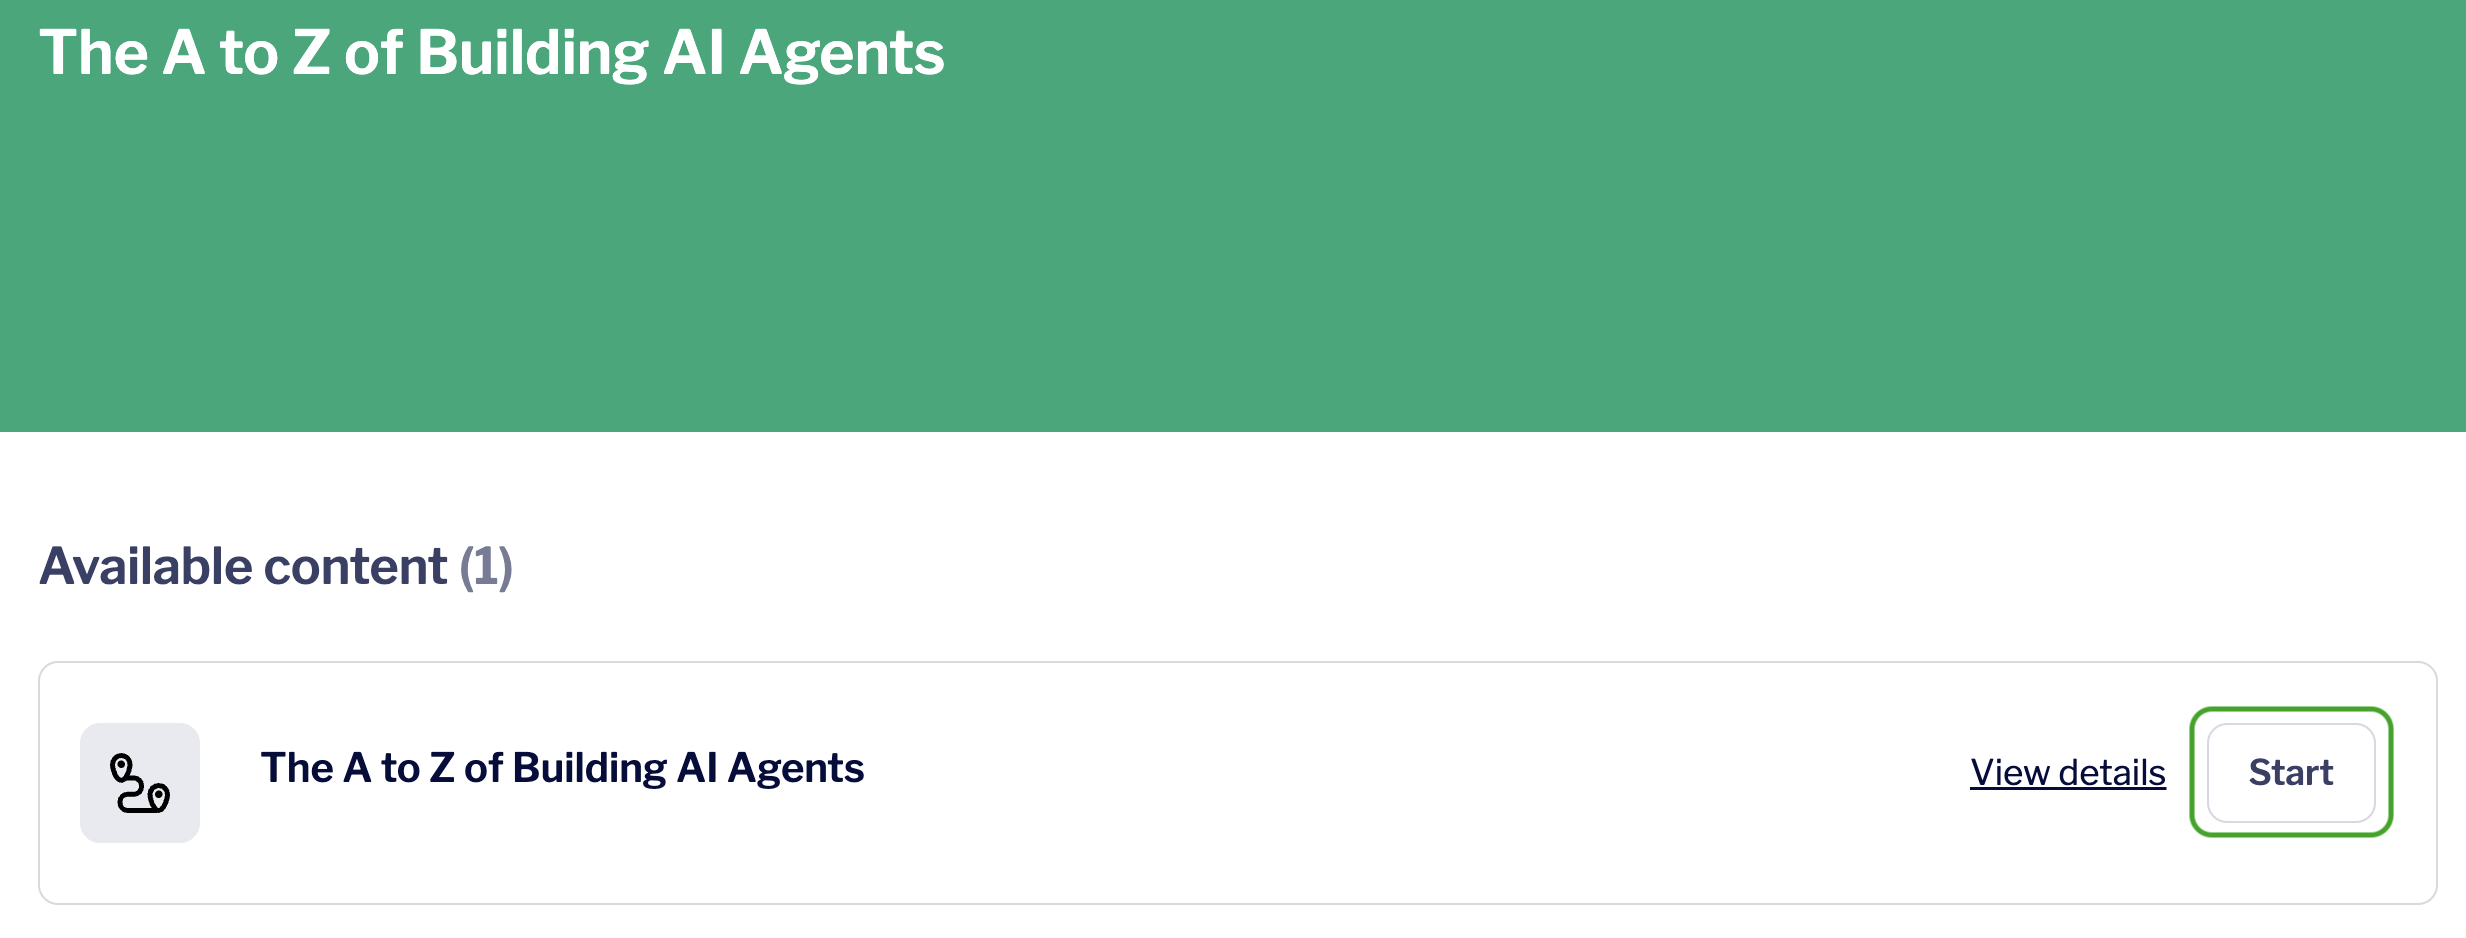 The A to Z of Building AI Agents
Available content (1)
The A to Z of Building AI Agents
View details
Start